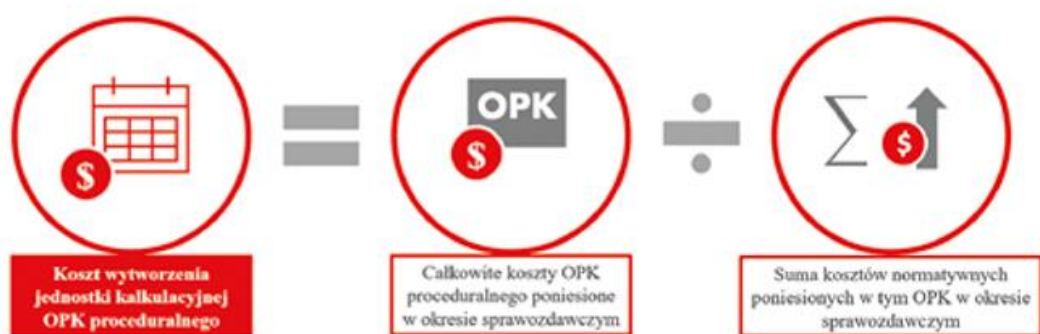 $
OPK
$
Σ
$
Koszt wytworzenia
jednostki kalkulacyjnej
OPK proceduralnego
Całkowite koszty OPK
proceduralnego poniesione
w okresie sprawozdawczym
Suma kosztów normatywnych
poniesionych w tym OPK w okresie
sprawozdawczym